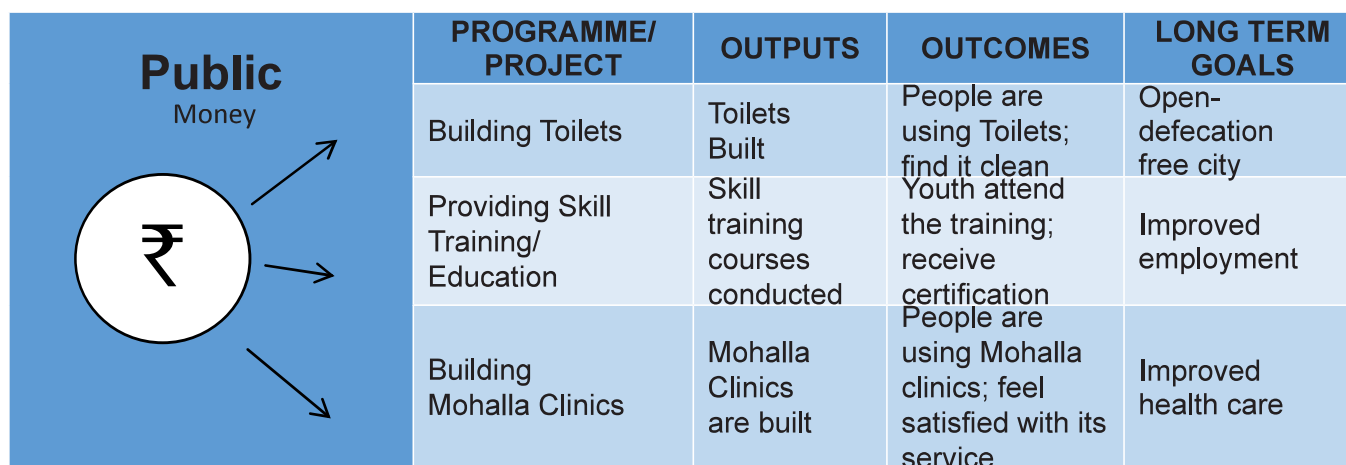 Public
Money
₹
PROGRAMME/
PROJECT
OUTPUTS
OUTCOMES
LONG TERM
GOALS
Building Toilets
Toilets
Built
People are
using Toilets;
find it clean
Open-
defecation
free city
Providing Skill
Training/
Education
Skill
training
courses
conducted
Youth attend
the training;
receive
certification
Improved
employment
Building
Mohalla Clinics
Mohalla
Clinics
are built
People are
using Mohalla
clinics; feel
satisfied with its
service
Improved
health care